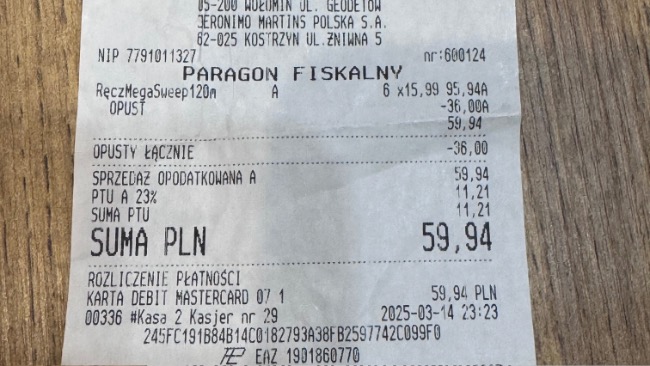 05-200 WOŁOMIN UL. GEODETÓW
JERONIMO MARTINS POLSKA S.A.
62-025 KOSTRZYN UL.ŻNIWNA 5
NIP 7791011327 nr:600124
PARAGON FISKALNY
RęczMegaSweep120m A 6 x15,99 95,94A
OPUST -36,00A
59,94
OPUSTY ŁĄCZNIE -36,00
SPRZEDAŻ OPODATKOWANA A 59,94
PTU A 23% 11,21
SUMA PTU 11,21
SUMA PLN 59,94
ROZLICZENIE PŁATNOŚCI
KARTA DEBIT MASTERCARD 07 1 59,94 PLN
00336 #Kasa 2 Kasjer nr 29 2025-03-14 23:23
245FC191B84B14C0182793A38FB2597742C099F0
EAZ 1901860770